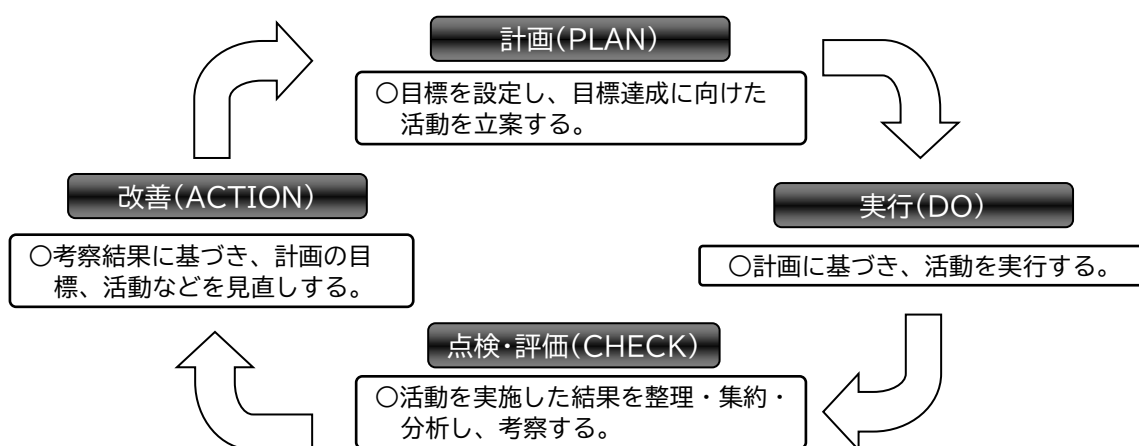 計画(PLAN)
〇目標を設定し、目標達成に向けた
活動を立案する。
実行(DO)
〇計画に基づき、活動を実行する。
点検・評価(CHECK)
〇活動を実施した結果を整理・集約・
分析し、考察する。
改善(ACTION)
〇考察結果に基づき、計画の目
標、活動などを見直しする。